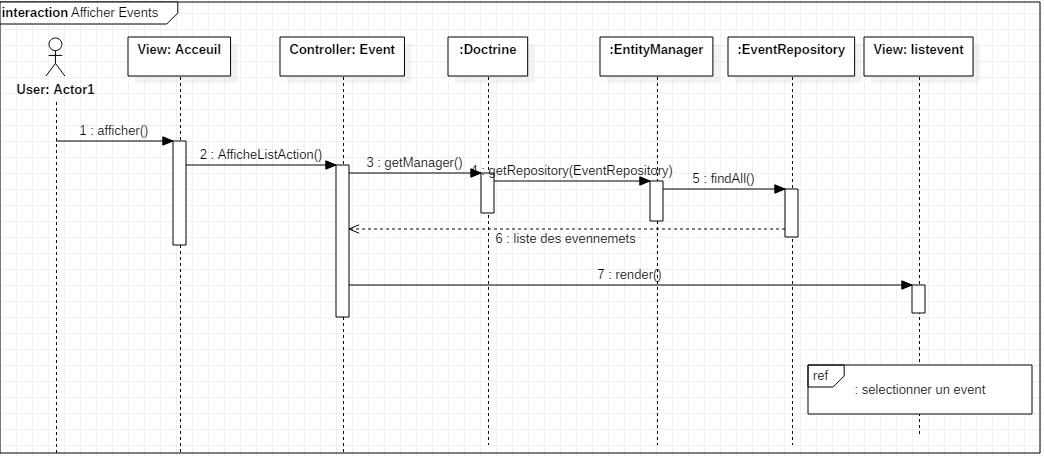 interaction Afficher Events
User: Actor1
View: Acceuil
Controller: Event
:Doctrine
:EntityManager
:EventRepository
View: listevent
1 : afficher()
2 : AfficheListAction()
3 : getManager()
4 : getRepository(EventRepository)
5 : findAll()
6 : liste des evennemets
7 : render()
ref
: selectionner un event